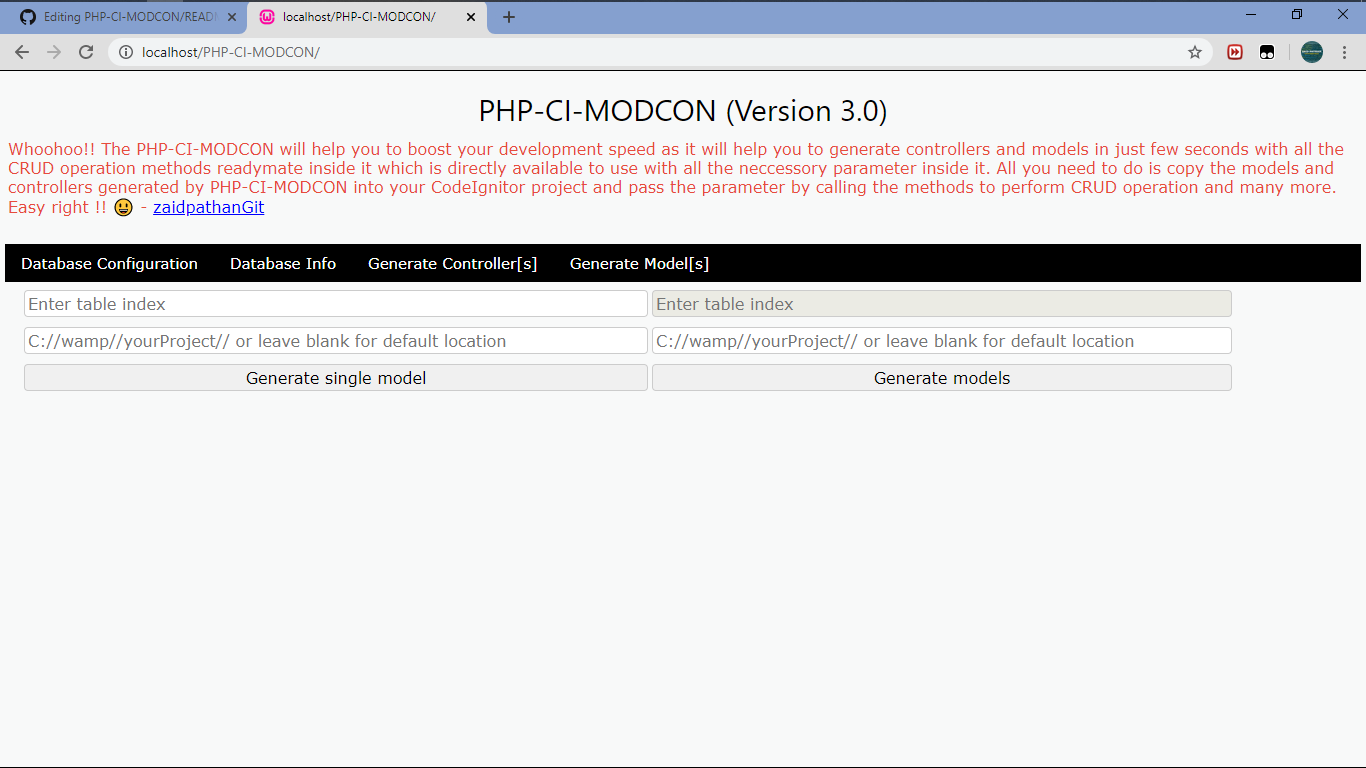 Editing PHP-CI-MODCON/READ
localhost/PHP-CI-MODCON/
localhost/PHP-CI-MODCON/
PHP-CI-MODCON (Version 3.0)
Whoohoo!! The PHP-CI-MODCON will help you to boost your development speed as it will help you to generate controllers and models in just few seconds with all the
CRUD operation methods readymate inside it which is directly available to use with all the neccessory parameter inside it. All you need to do is copy the models and
controllers generated by PHP-CI-MODCON into your CodeIgnitor project and pass the parameter by calling the methods to perform CRUD operation and many more.
Easy right !! 😃 - zaidpathanGit
Database Configuration Database Info Generate Controller[s] Generate Model[s]
Enter table index Enter table index
C://wamp//yourProject// or leave blank for default location C://wamp//yourProject// or leave blank for default location
Generate single model Generate models